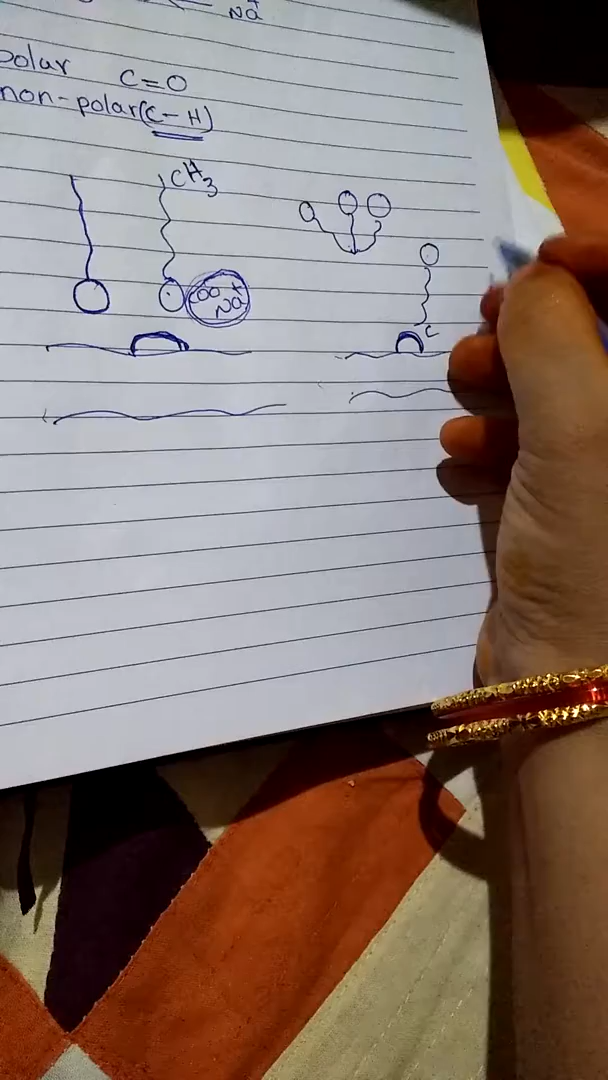 Na+
polar C=O
non-polar(C-H)
CH3
COO
Na+
C